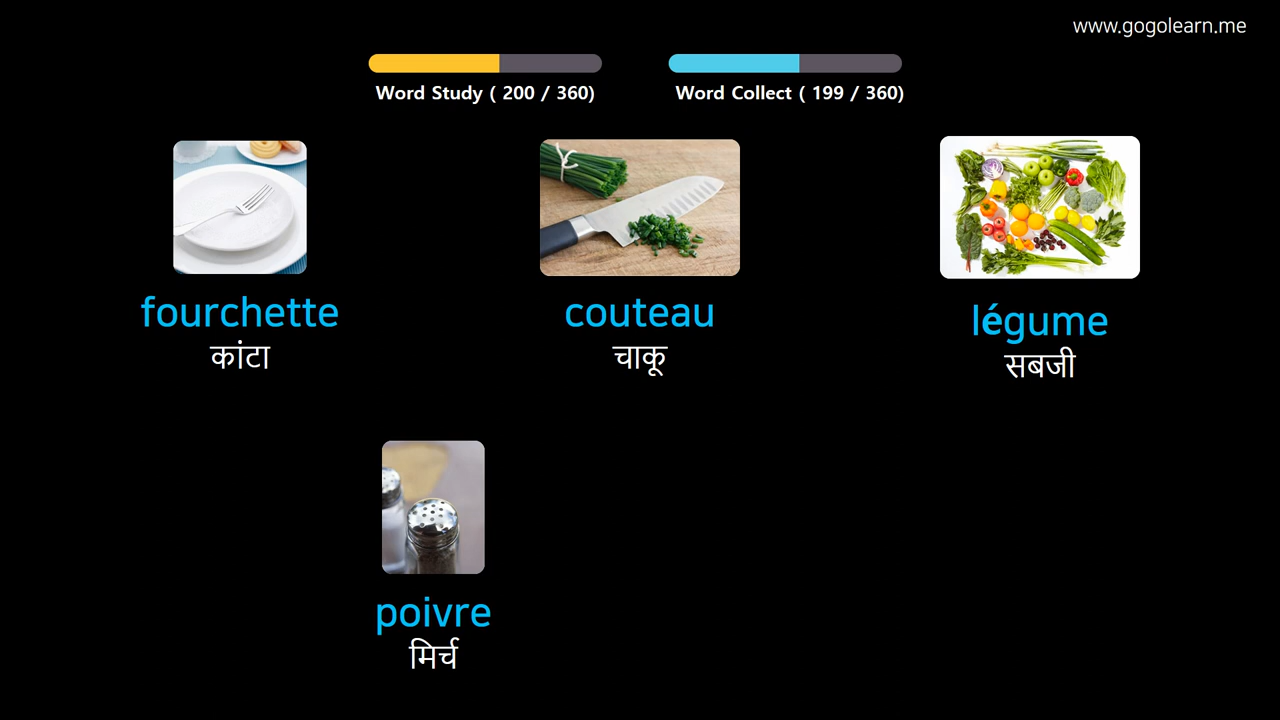 www.gogolearn.me
Word Study ( 200 / 360)
Word Collect ( 199 / 360)
fourchette
कांटा
couteau
चाकू
légume
सबजी
poivre
मिर्च